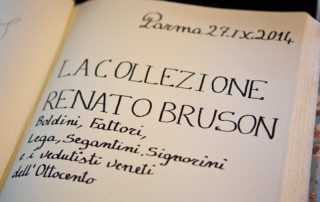 Parma 27.IX.2014
LA COLLEZIONE
RENATO BRUSON
Boldini, Fattori,
Lega, Segantini, Signorini
e i vedutisti veneti
dell'Ottocento